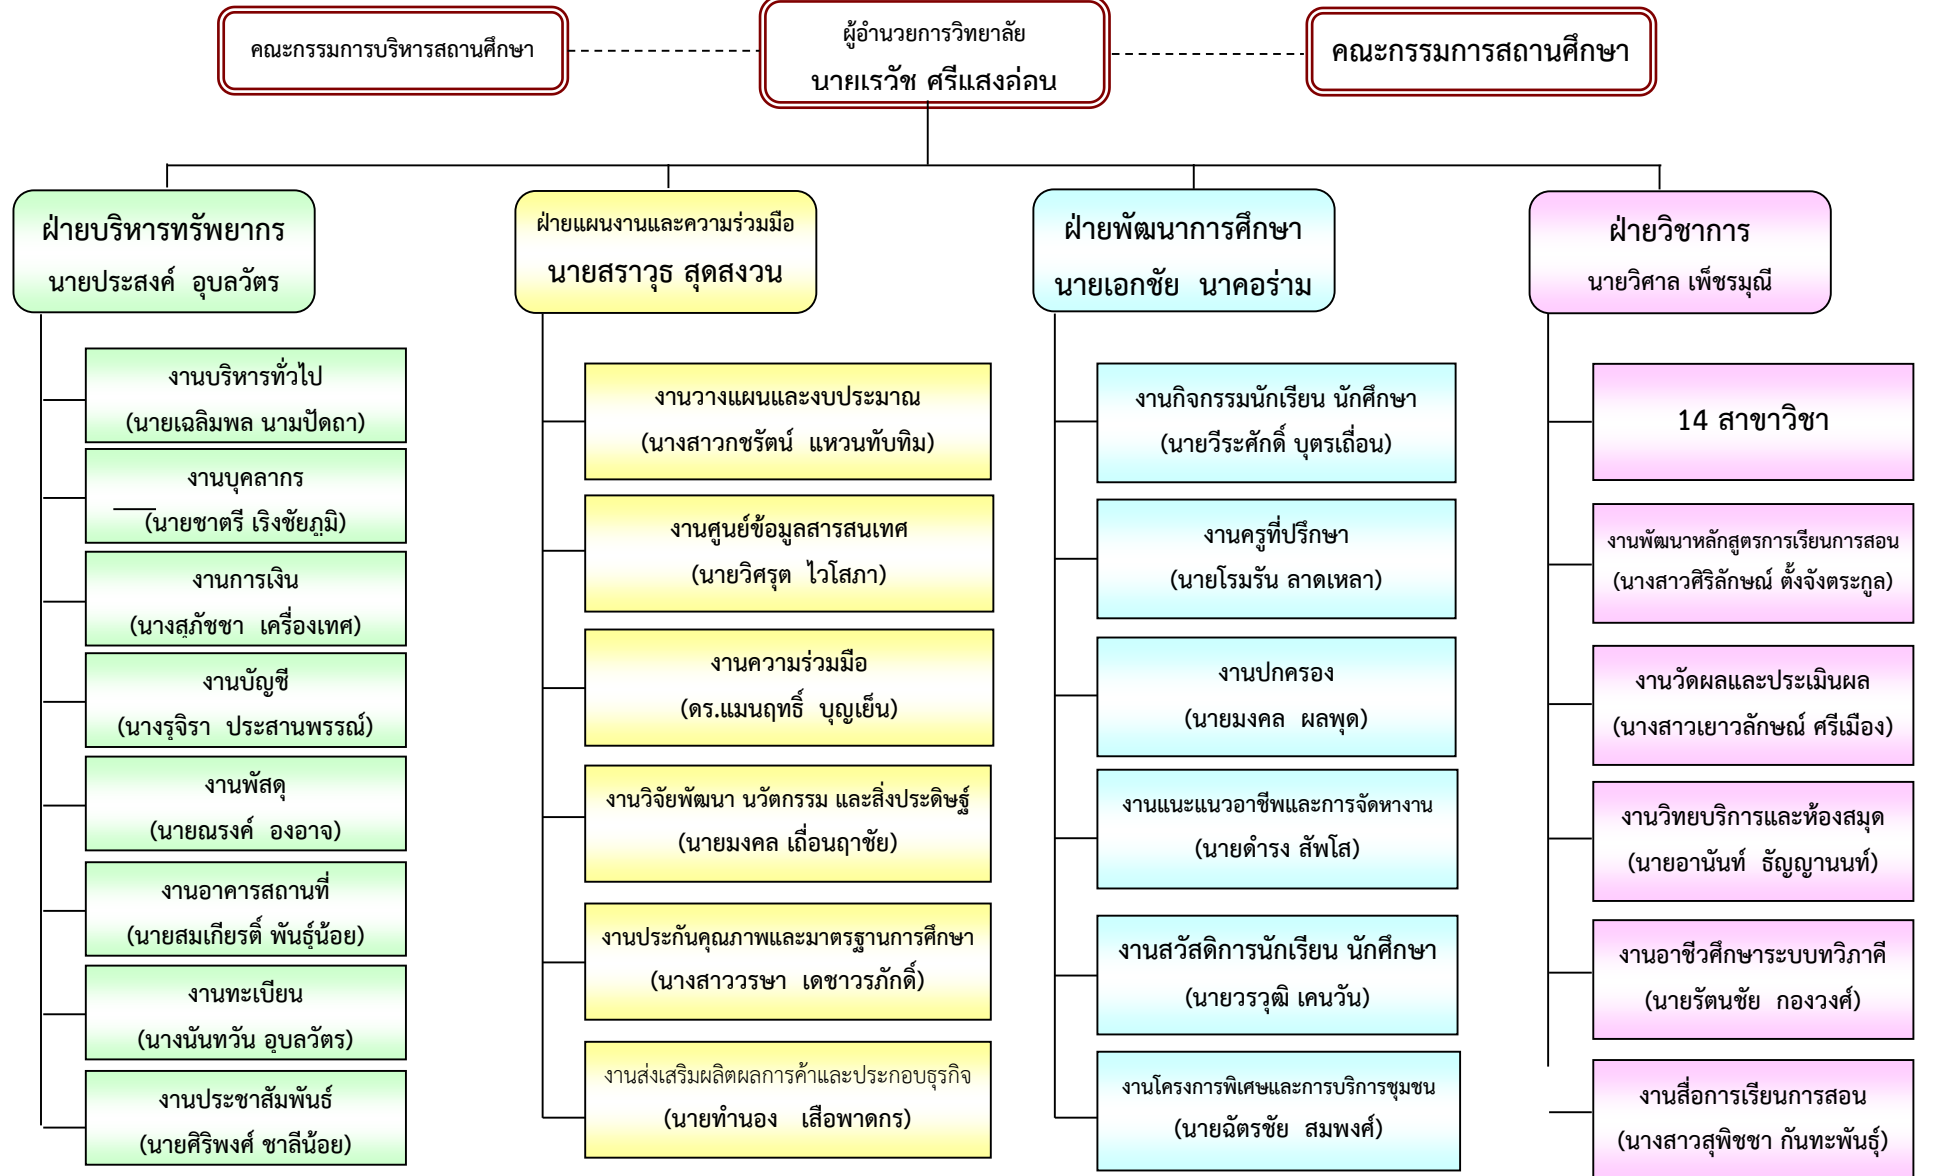 คณะกรรมการบริหารสถานศึกษา
ผู้อำนวยการวิทยาลัย
นายเรวัช ศรีแสงอ่อน
คณะกรรมการสถานศึกษา
ฝ่ายบริหารทรัพยากร
นายประสงค์ อุบลวัตร
งานบริหารทั่วไป
(นายเฉลิมพล นามปัดถา)
งานบุคลากร
(นายชาตรี เริงชัยภูมิ)
งานการเงิน
(นางสุภัชชา เครื่องเทศ)
งานบัญชี
(นางรุจิรา ประสานพรรณ์)
งานพัสดุ
(นายณรงค์ องอาจ)
งานอาคารสถานที่
(นายสมเกียรติ์ พันธุ์น้อย)
งานทะเบียน
(นางนันทวัน อุบลวัตร)
งานประชาสัมพันธ์
(นายศิริพงศ์ ชาลีน้อย)
ฝ่ายแผนงานและความร่วมมือ
นายสราวุธ สุดสงวน
งานวางแผนและงบประมาณ
(นางสาวกชรัตน์ แหวนทับทิม)
งานศูนย์ข้อมูลสารสนเทศ
(นายวิศรุต ไวโสภา)
งานความร่วมมือ
(ดร.แมนฤทธิ์ บุญเย็น)
งานวิจัยพัฒนา นวัตกรรม และสิ่งประดิษฐ์
(นายมงคล เถื่อนฤาชัย)
งานประกันคุณภาพและมาตรฐานการศึกษา
(นางสาววรษา เดชาวรภักดิ์)
งานส่งเสริมผลิตผลการค้าและประกอบธุรกิจ
(นายทำนอง เสือพาดกร)
ฝ่ายพัฒนาการศึกษา
นายเอกชัย นาคอร่าม
งานกิจกรรมนักเรียน นักศึกษา
(นายวีระศักดิ์ บุตรเถื่อน)
งานครูที่ปรึกษา
(นายโรมรัน ลาดเหลา)
งานปกครอง
(นายมงคล ผลพุด)
งานแนะแนวอาชีพและการจัดหางาน
(นายดำรง สัพโส)
งานสวัสดิการนักเรียน นักศึกษา
(นายวรวุฒิ เคนวัน)
งานโครงการพิเศษและการบริการชุมชน
(นายฉัตรชัย สมพงศ์)
ฝ่ายวิชาการ
นายวิศาล เพ็ชรมุณี
14 สาขาวิชา
งานพัฒนาหลักสูตรการเรียนการสอน
(นางสาวศิริลักษณ์ ตั้งจังตระกูล)
งานวัดผลและประเมินผล
(นางสาวเยาวลักษณ์ ศรีเมือง)
งานวิทยบริการและห้องสมุด
(นายอานันท์ ธัญญานนท์)
งานอาชีวศึกษาระบบทวิภาคี
(นายรัตนชัย กองวงศ์)
งานสื่อการเรียนการสอน
(นางสาวสุพิชชา กันทะพันธุ์)